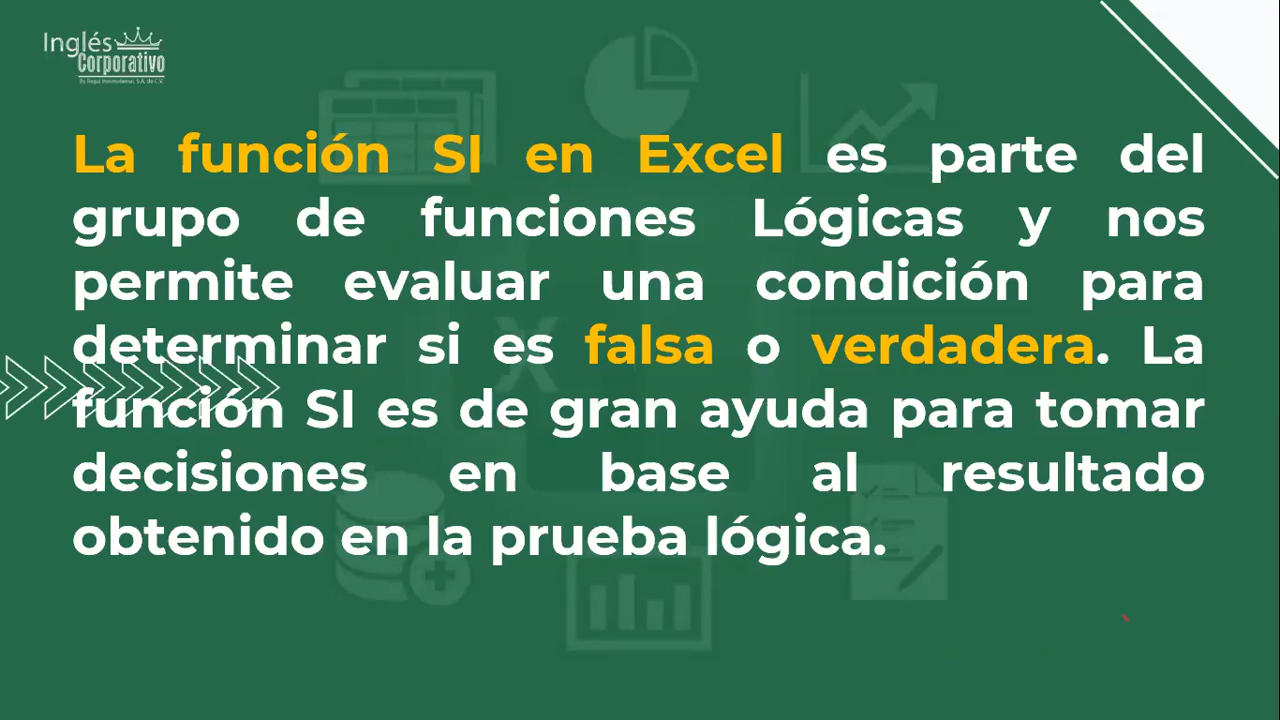 Inglés
Corporativo
La función SI en Excel es parte del
grupo de funciones Lógicas y nos
permite evaluar una condición para
determinar si es falsa o verdadera. La
función SI es de gran ayuda para tomar
decisiones en base al resultado
obtenido en la prueba lógica.